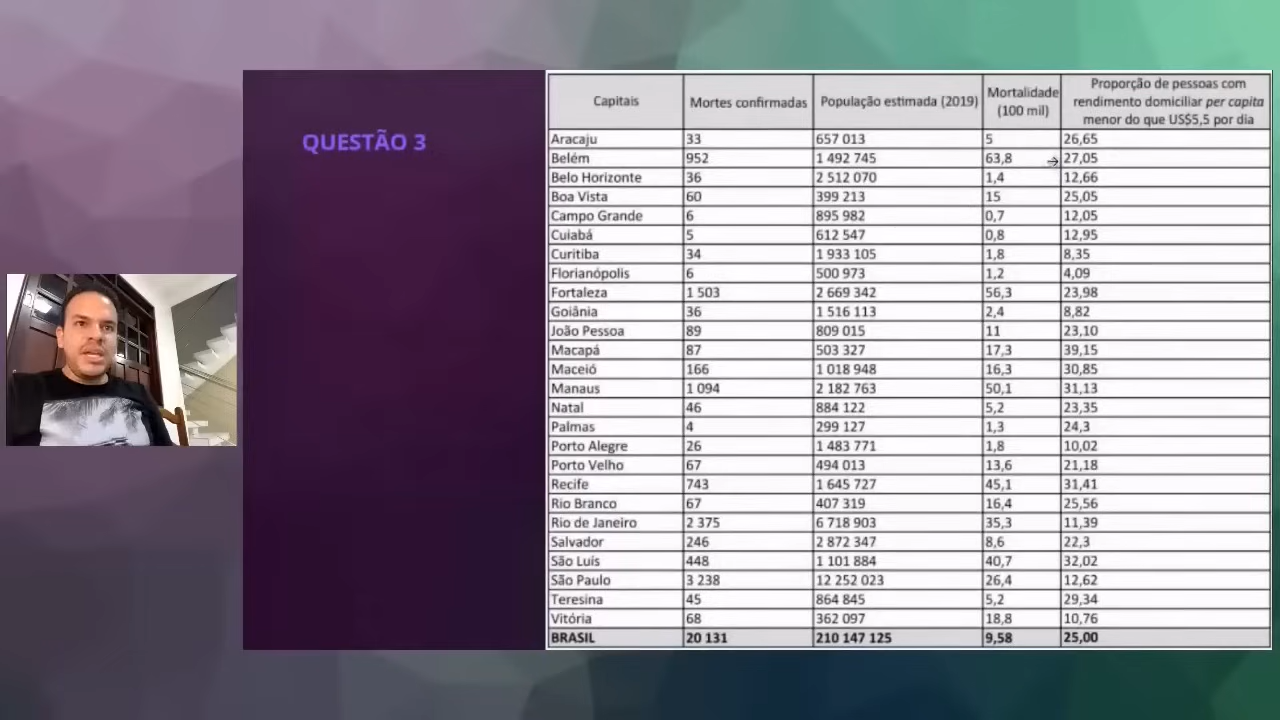 QUESTÃO 3
Capitais Mortes confirmadas População estimada (2019) Mortalidade (100 mil) Proporção de pessoas com rendimento domiciliar per capita menor do que US$5,5 por dia
Aracaju 33 657 013 5 26,65
Belém 952 1 492 745 63,8 27,05
Belo Horizonte 36 2 512 070 1,4 12,66
Boa Vista 60 399 213 15 25,05
Campo Grande 6 895 982 0,7 12,05
Cuiabá 5 612 547 0,8 12,95
Curitiba 34 1 933 105 1,8 8,35
Florianópolis 6 500 973 1,2 4,09
Fortaleza 1 503 2 669 342 56,3 23,98
Goiânia 36 1 516 113 2,4 8,82
João Pessoa 89 809 015 11 23,10
Macapá 87 503 327 17,3 39,15
Maceió 166 1 018 948 16,3 30,85
Manaus 1 094 2 182 763 50,1 31,13
Natal 46 884 122 5,2 23,35
Palmas 4 299 127 1,3 24,3
Porto Alegre 26 1 483 771 1,8 10,02
Porto Velho 67 494 013 13,6 21,18
Recife 743 1 645 727 45,1 31,41
Rio Branco 67 407 319 16,4 25,56
Rio de Janeiro 2 375 6 718 903 35,3 11,39
Salvador 246 2 872 347 8,6 22,3
São Luís 448 1 101 884 40,7 32,02
São Paulo 3 238 12 252 023 26,4 12,62
Teresina 45 864 845 5,2 29,34
Vitória 68 362 097 18,8 10,76
BRASIL 20 131 210 147 125 9,58 25,00